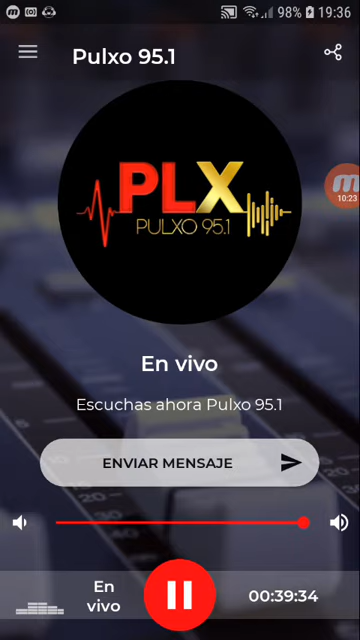 98% 19:36
Pulxo 95.1
PLX
PULXO 95.1
10:23
En vivo
Escuchas ahora Pulxo 95.1
ENVIAR MENSAJE
En
vivo
00:39:34